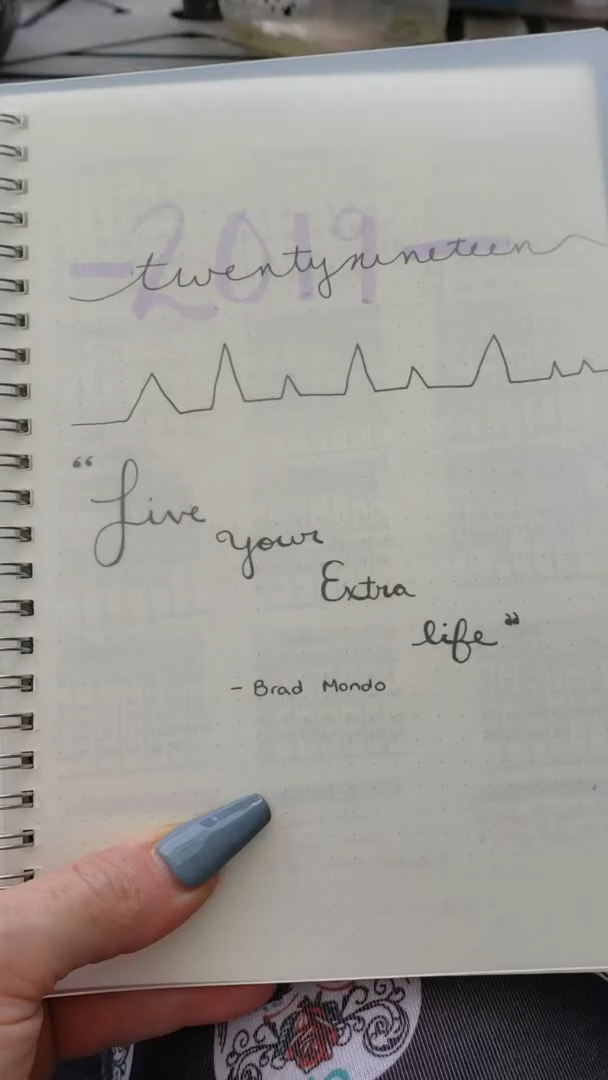 2019
twentynineteen
"Live
your
Extra
life"
- Brad Mondo